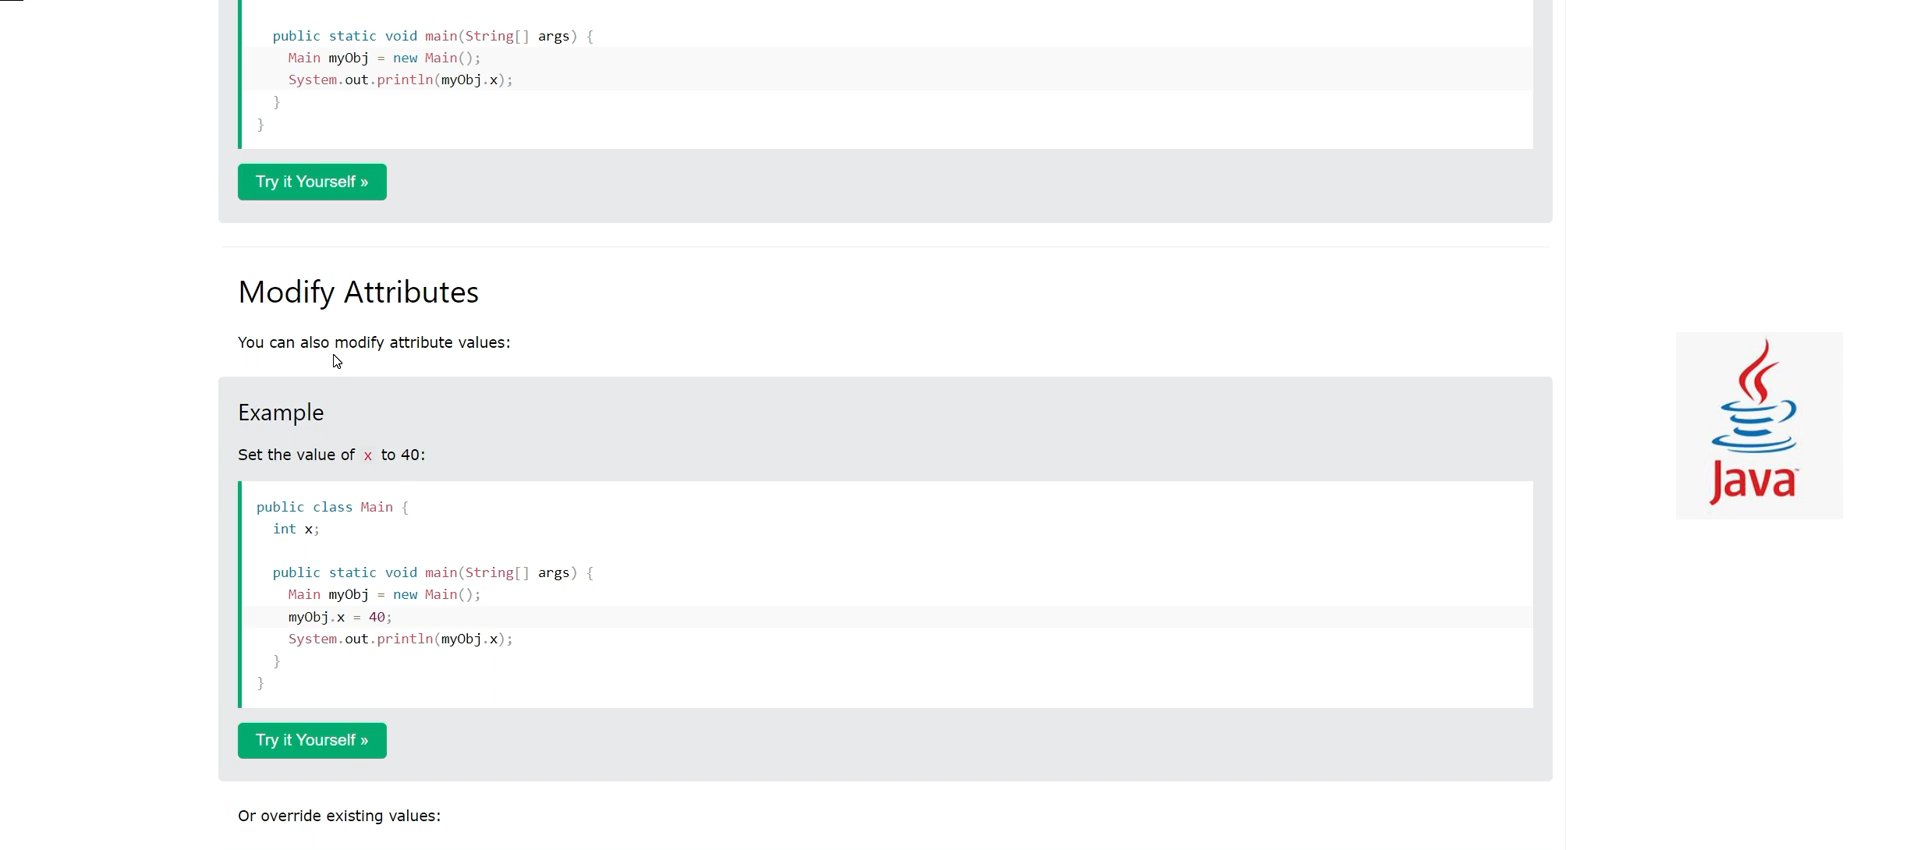 public static void main(String[] args) {
Main myObj = new Main();
System.out.println(myObj.x);
}
}
Try it Yourself »
Modify Attributes
You can also modify attribute values:
Example
Set the value of x to 40:
public class Main {
int x;
public static void main(String[] args) {
Main myObj = new Main();
myObj.x = 40;
System.out.println(myObj.x);
}
}
Try it Yourself »
Or override existing values:
Java™